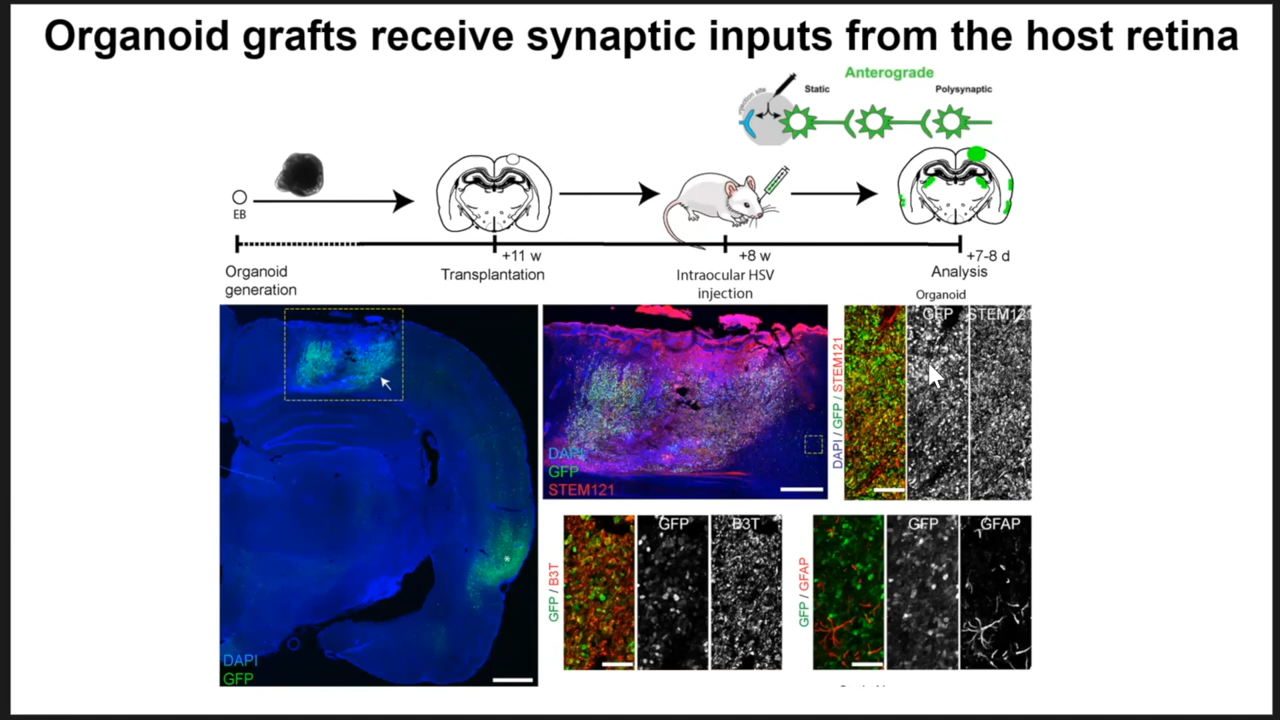 Organoid grafts receive synaptic inputs from the host retina
Anterograde
Static
Polysynaptic
EB
+11 w
+8 w
+7-8 d
Organoid
generation
Transplantation
Intraocular HSV
injection
Analysis
Organoid
DAPI
GFP
*
DAPI
GFP
STEM121
DAPI / GFP / STEM121
GFP
STEM121
GFP / B3T
GFP
B3T
GFP / GFAP
GFP
GFAP